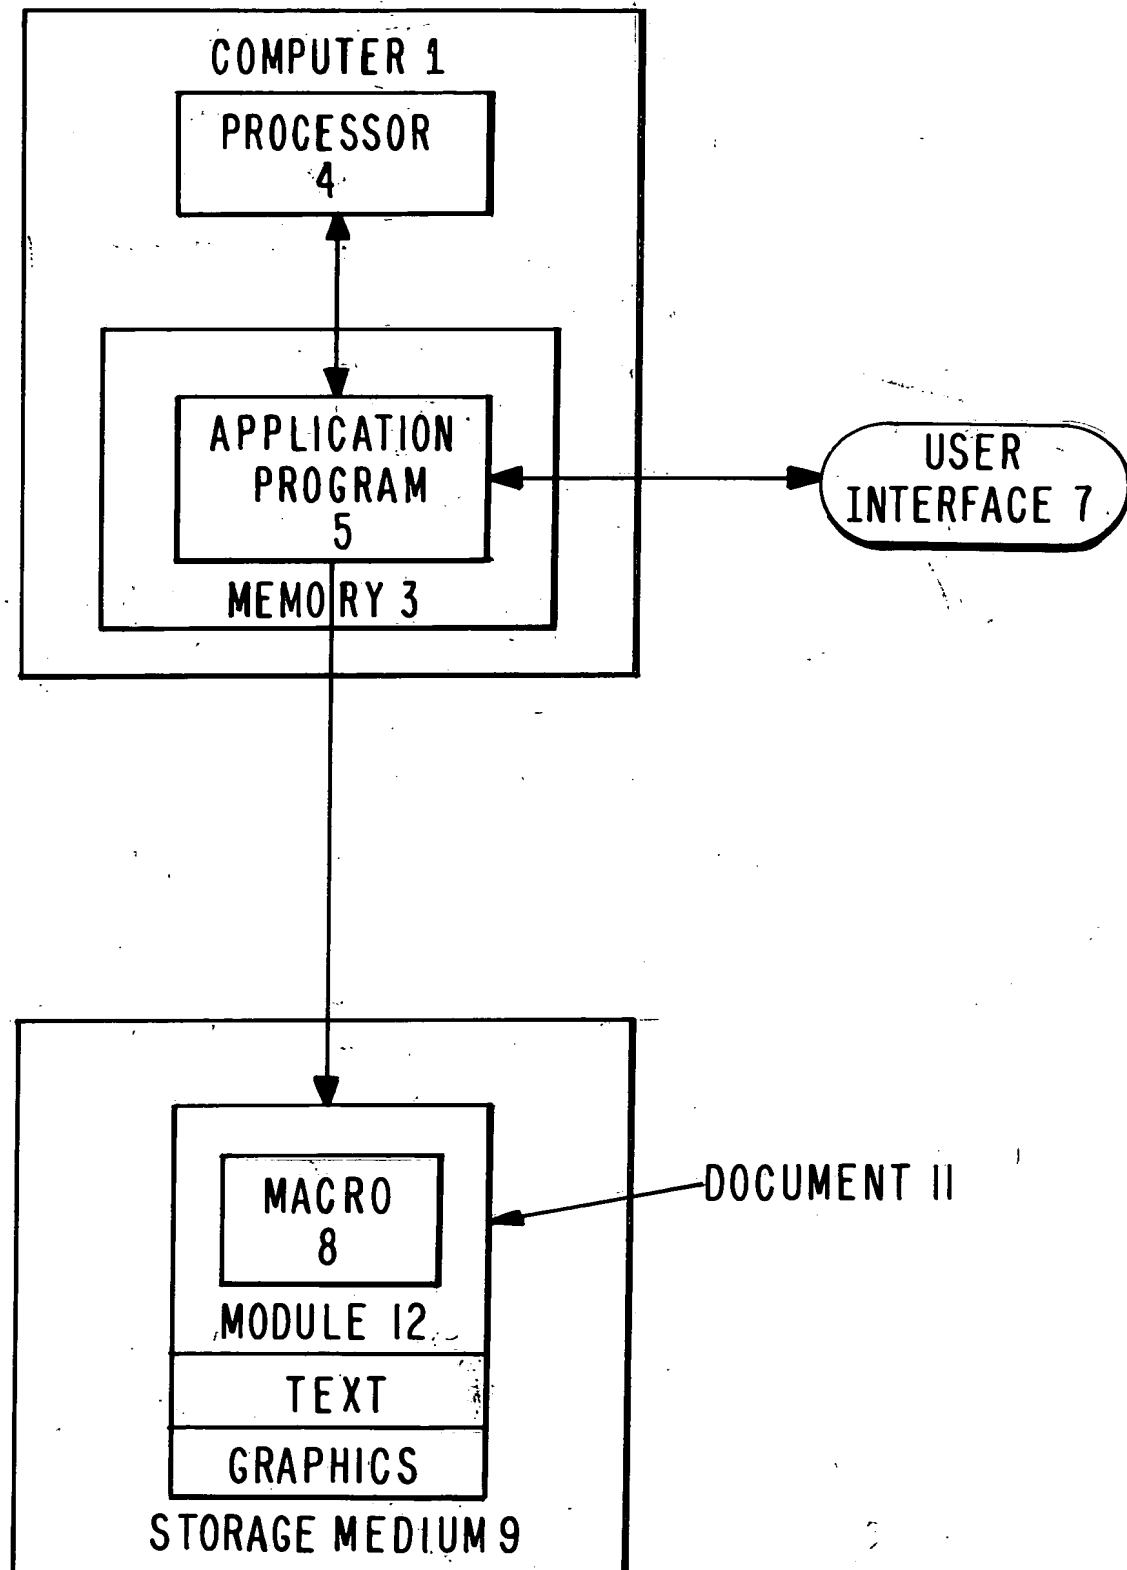 COMPUTER 1
PROCESSOR
4
APPLICATION
PROGRAM
5
MEMORY 3
USER
INTERFACE 7
MACRO
8
MODULE 12
TEXT
GRAPHICS
STORAGE MEDIUM 9
DOCUMENT 11